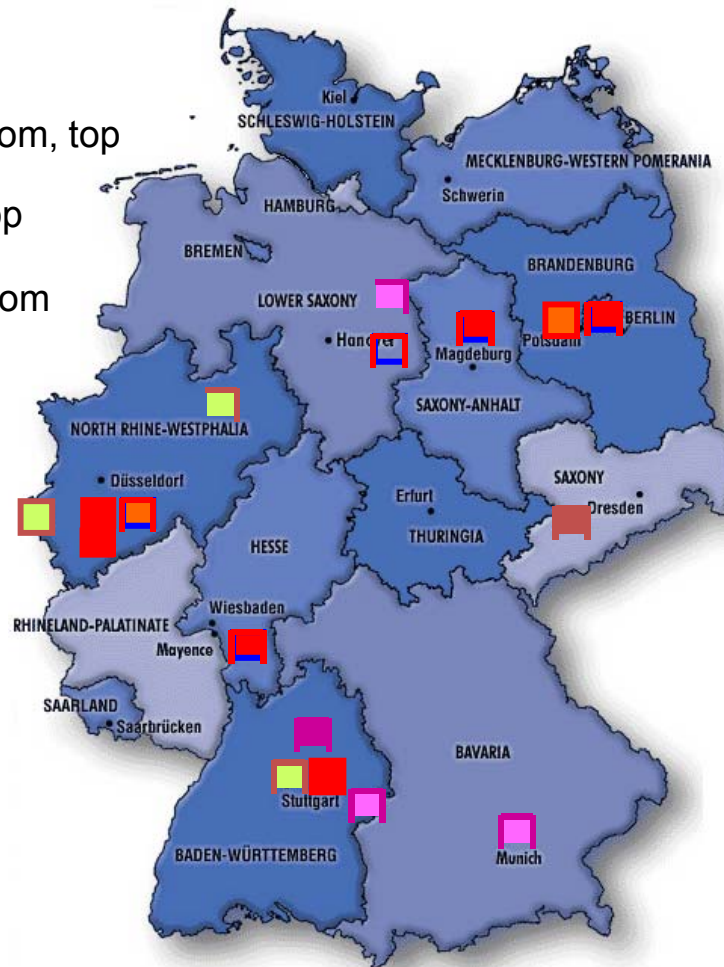 Kiel
SCHLESWIG-HOLSTEIN
om, top
MECKLENBURG-WESTERN POMERANIA
Schwerin
HAMBURG
op
BREMEN
BRANDENBURG
LOWER SAXONY
om
BERLIN
Hanover
Potsdam
Magdeburg
SAXONY-ANHALT
NORTH RHINE-WESTPHALIA
SAXONY
Düsseldorf
Erfurt
Dresden
THURINGIA
HESSE
Wiesbaden
RHINELAND-PALATINATE
Mayence
SAARLAND
Saarbrücken
BAVARIA
Stuttgart
BADEN-WÜRTTEMBERG
Munich